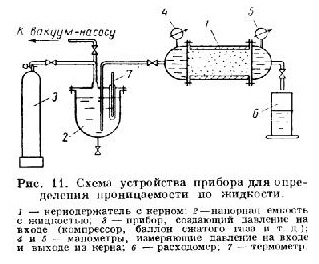 К вакуум-насосу
4
1
5
7
3
2
6
Рис. 11. Схема устройства прибора для опре-
деления проницаемости по жидкости.
1 — кернодержатель с керном; 2 — напорная емкость
с жидкостью; 3 — прибор, создающий давление на
входе (компрессор, баллон сжатого газа и т. д.);
4 и 5 — манометры, измеряющие давление на входе
и выходе из керна; 6 — расходомер; 7 — термометр.